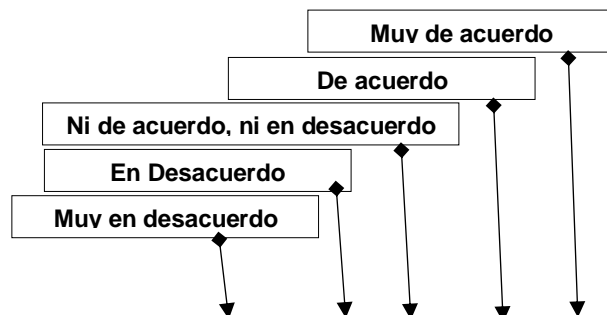 Muy de acuerdo
De acuerdo
Ni de acuerdo, ni en desacuerdo
En Desacuerdo
Muy en desacuerdo